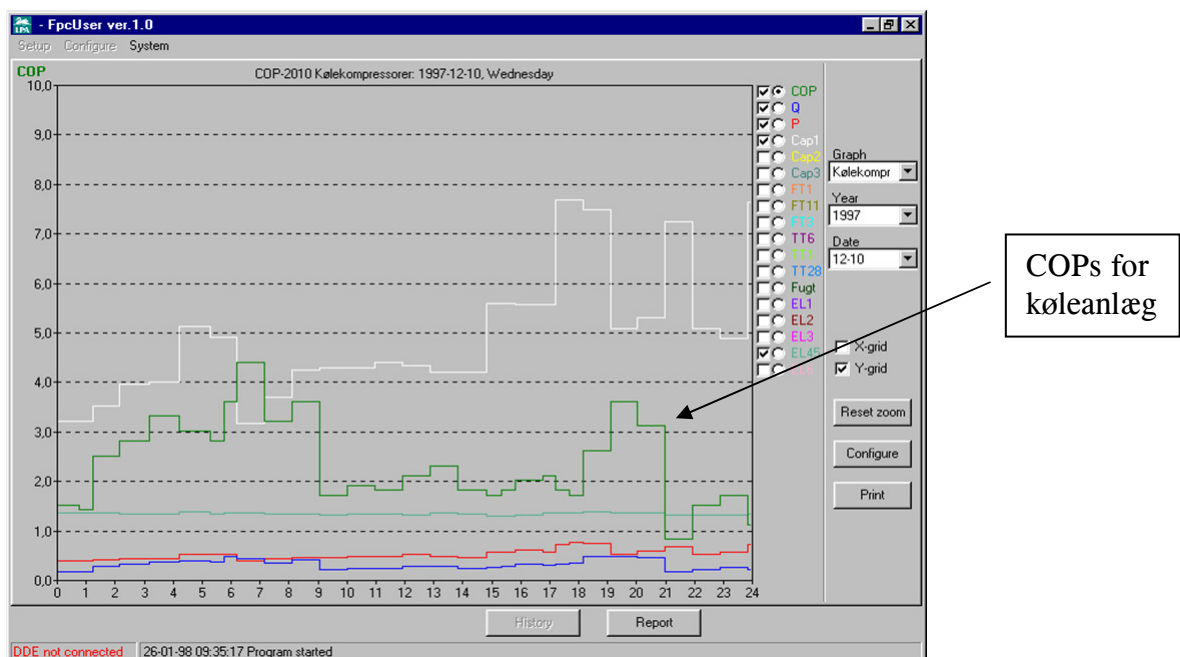 LPA - FpcUser ver.1.0
Setup Configure System
COP
COP-2010 Kølekompressorer: 1997-12-10, Wednesday
10,0
9,0
8,0
7,0
6,0
5,0
4,0
3,0
2,0
1,0
0,0
0 1 2 3 4 5 6 7 8 9 10 11 12 13 14 15 16 17 18 19 20 21 22 23 24
COP
Q
P
Cap1
Cap2
Cap3
FT1
FT11
FT3
TT6
TT1
TT28
Fugt
EL1
EL2
EL3
EL45
Graph
Kølekompr
Year
1997
Date
12-10
X-grid
Y-grid
Reset zoom
Configure
Print
COPs for
køleanlæg
History Report
DDE not connected 26-01-98 09:35:17 Program started